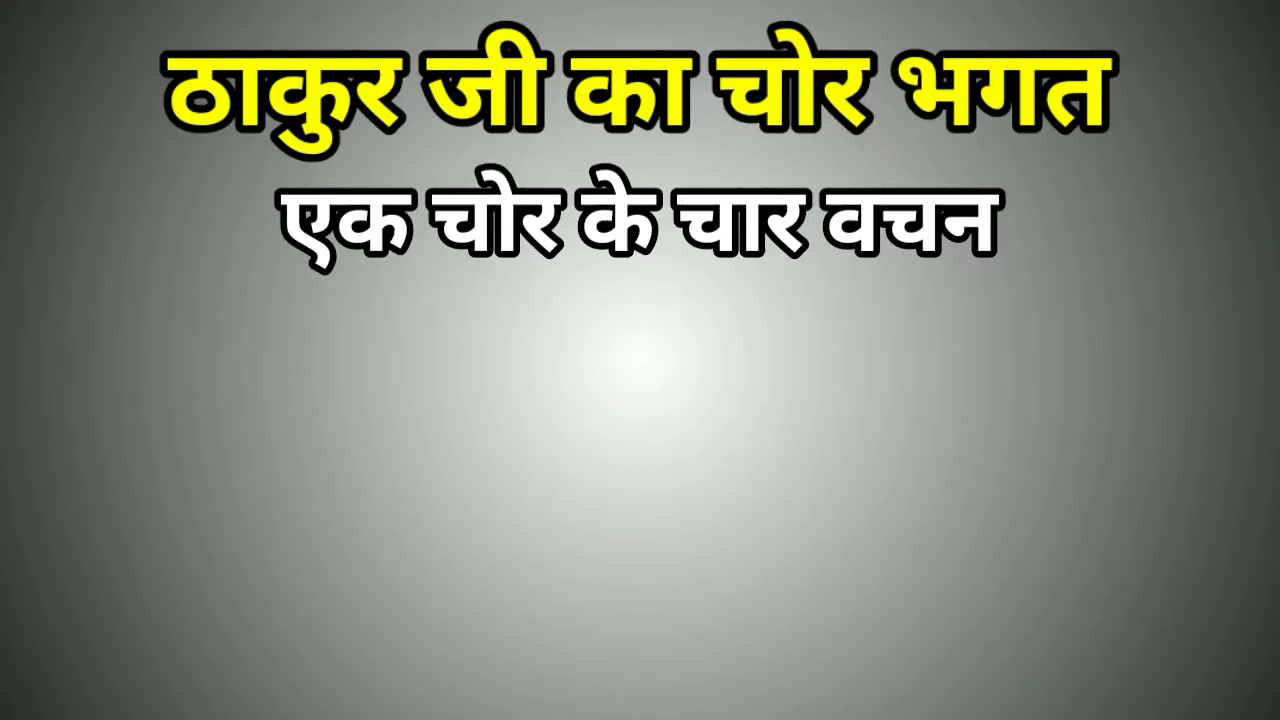 ठाकुर जी का चोर भगत
एक चोर के चार वचन